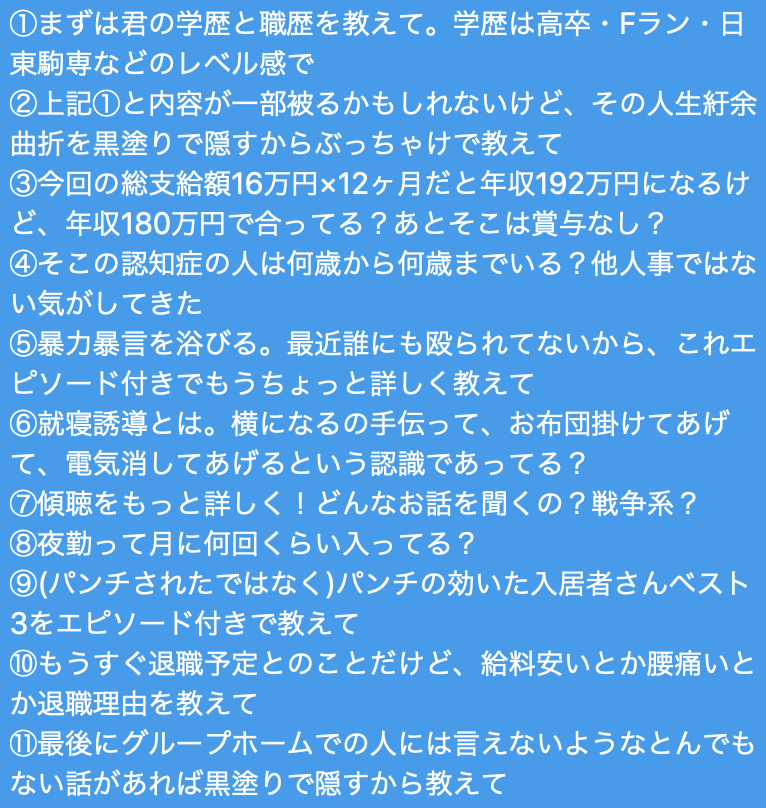 ①まずは君の学歴と職歴を教えて。学歴は高卒・Fラン・日
東駒専などのレベル感で
②上記①と内容が一部被るかもしれないけど、その人生紆余
曲折を黒塗りで隠すからぶっちゃけで教えて
③今回の総支給額16万円×12ヶ月だと年収192万円になるけ
ど、年収180万円で合ってる？あとそこは賞与なし？
④そこの認知症の人は何歳から何歳までいる？他人事ではな
い気がしてきた
⑤暴力暴言を浴びる。最近誰にも殴られてないから、これエ
ピソード付きでもうちょっと詳しく教えて
⑥就寝誘導とは。横になるの手伝って、お布団掛けてあげ
て、電気消してあげるという認識であってる？
⑦傾聴をもっと詳しく！どんなお話を聞くの？戦争系？
⑧夜勤って月に何回くらい入ってる？
⑨(パンチされたではなく)パンチの効いた入居者さんベスト
3をエピソード付きで教えて
⑩もうすぐ退職予定とのことだけど、給料安いとか腰痛いと
か退職理由を教えて
⑪最後にグループホームでの人には言えないようなとんでも
ない話があれば黒塗りで隠すから教えて